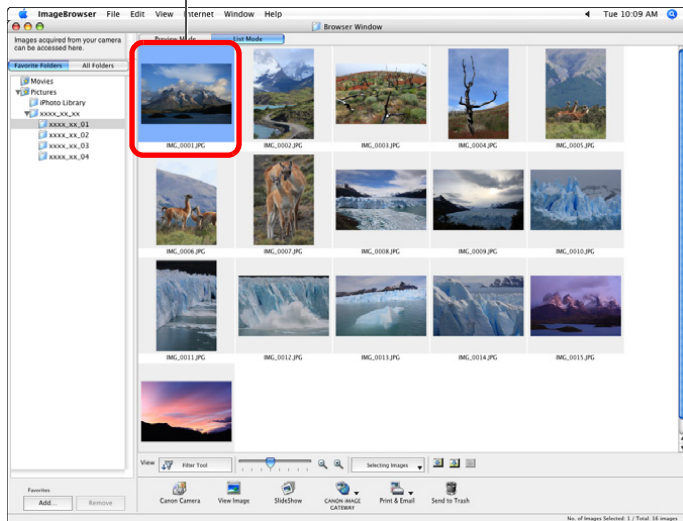 ImageBrowser File Edit View Internet Window Help Tue 10:09 AM
Browser Window
Images acquired from your camera
can be accessed here.
Preview Mode List Mode
Favorite Folders All Folders
Movies
Pictures
iPhoto Library
xxxx_xx_xx
xxxx_xx_01
xxxx_xx_02
xxxx_xx_03
xxxx_xx_04
IMG_0001.JPG IMG_0002.JPG IMG_0003.JPG IMG_0004.JPG IMG_0005.JPG
IMG_0006.JPG IMG_0007.JPG IMG_0008.JPG IMG_0009.JPG IMG_0010.JPG
IMG_0011.JPG IMG_0012.JPG IMG_0013.JPG IMG_0014.JPG IMG_0015.JPG
View Filter Tool Selecting Images
Favorites
Add... Remove
Canon Camera View Image SlideShow CANON IMAGE GATEWAY Print & Email Send to Trash
No. of Images Selected: 1 / Total: 16 images